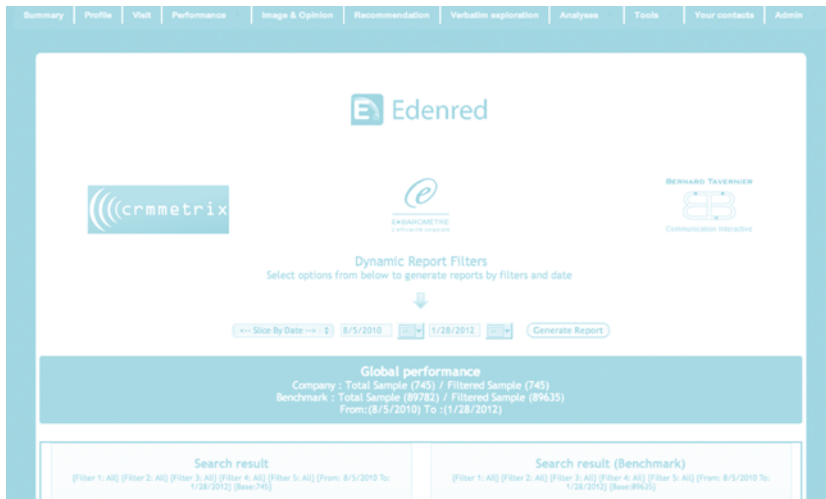 Summary Profile Visit Performance Image & Opinion Recommendation Verbatim exploration Analyses Tools Your contacts Admin
E Edenred
(((crmmetrix
e
E•BAROMÈTRE
L'efficacité corporate
BERNARD TAVERNIER
Communication Interactive
Dynamic Report Filters
Select options from below to generate reports by filters and date
<-- Slice By Date --> 8/5/2010 1/28/2012 Generate Report
Global performance
Company : Total Sample (745) / Filtered Sample (745)
Benchmark : Total Sample (89782) / Filtered Sample (89635)
From:(8/5/2010) To :(1/28/2012)
Search result
[Filter 1: All] [Filter 2: All] [Filter 3: All] [Filter 4: All] [Filter 5: All] [From: 8/5/2010 To:
1/28/2012] [Base:745]
Search result (Benchmark)
[Filter 1: All] [Filter 2: All] [Filter 3: All] [Filter 4: All] [Filter 5: All] [From: 8/5/2010 To:
1/28/2012] [Base:89635]